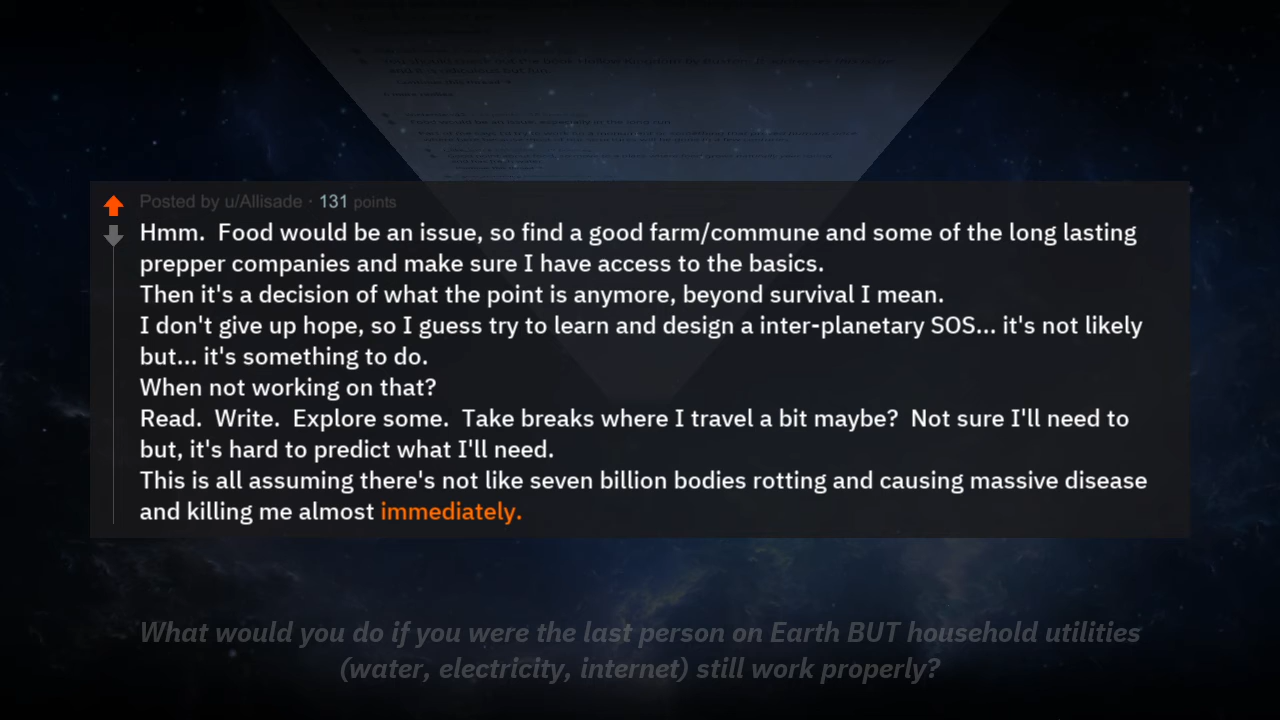 Posted by u/Allisade · 131 points
Hmm.  Food would be an issue, so find a good farm/commune and some of the long lasting
prepper companies and make sure I have access to the basics.
Then it's a decision of what the point is anymore, beyond survival I mean.
I don't give up hope, so I guess try to learn and design a inter-planetary SOS... it's not likely
but... it's something to do.
When not working on that?
Read.  Write.  Explore some.  Take breaks where I travel a bit maybe?  Not sure I'll need to
but, it's hard to predict what I'll need.
This is all assuming there's not like seven billion bodies rotting and causing massive disease
and killing me almost immediately.
What would you do if you were the last person on Earth BUT household utilities
(water, electricity, internet) still work properly?